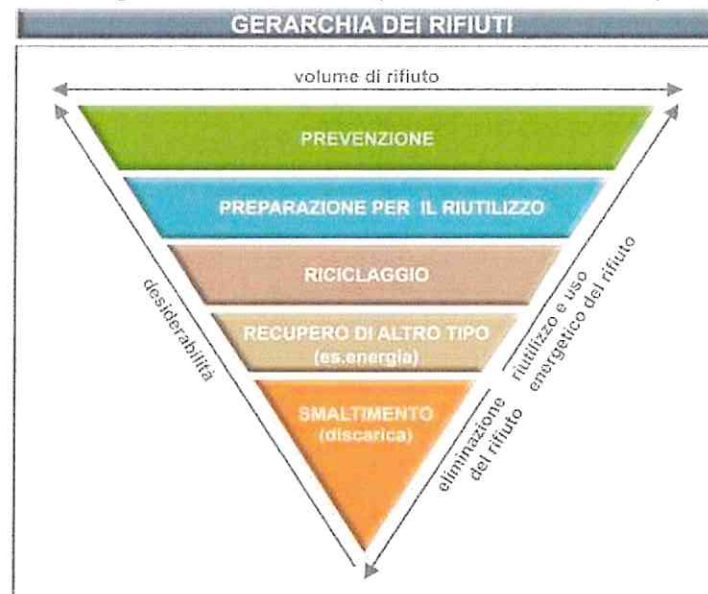 GERARCHIA DEI RIFIUTI
volume di rifiuto
PREVENZIONE
PREPARAZIONE PER IL RIUTILIZZO
RICICLAGGIO
RECUPERO DI ALTRO TIPO
(es.energia)
SMALTIMENTO
(discarica)
desiderabilità
riutilizzo e uso
energetico del rifiuto
eliminazione
del rifiuto